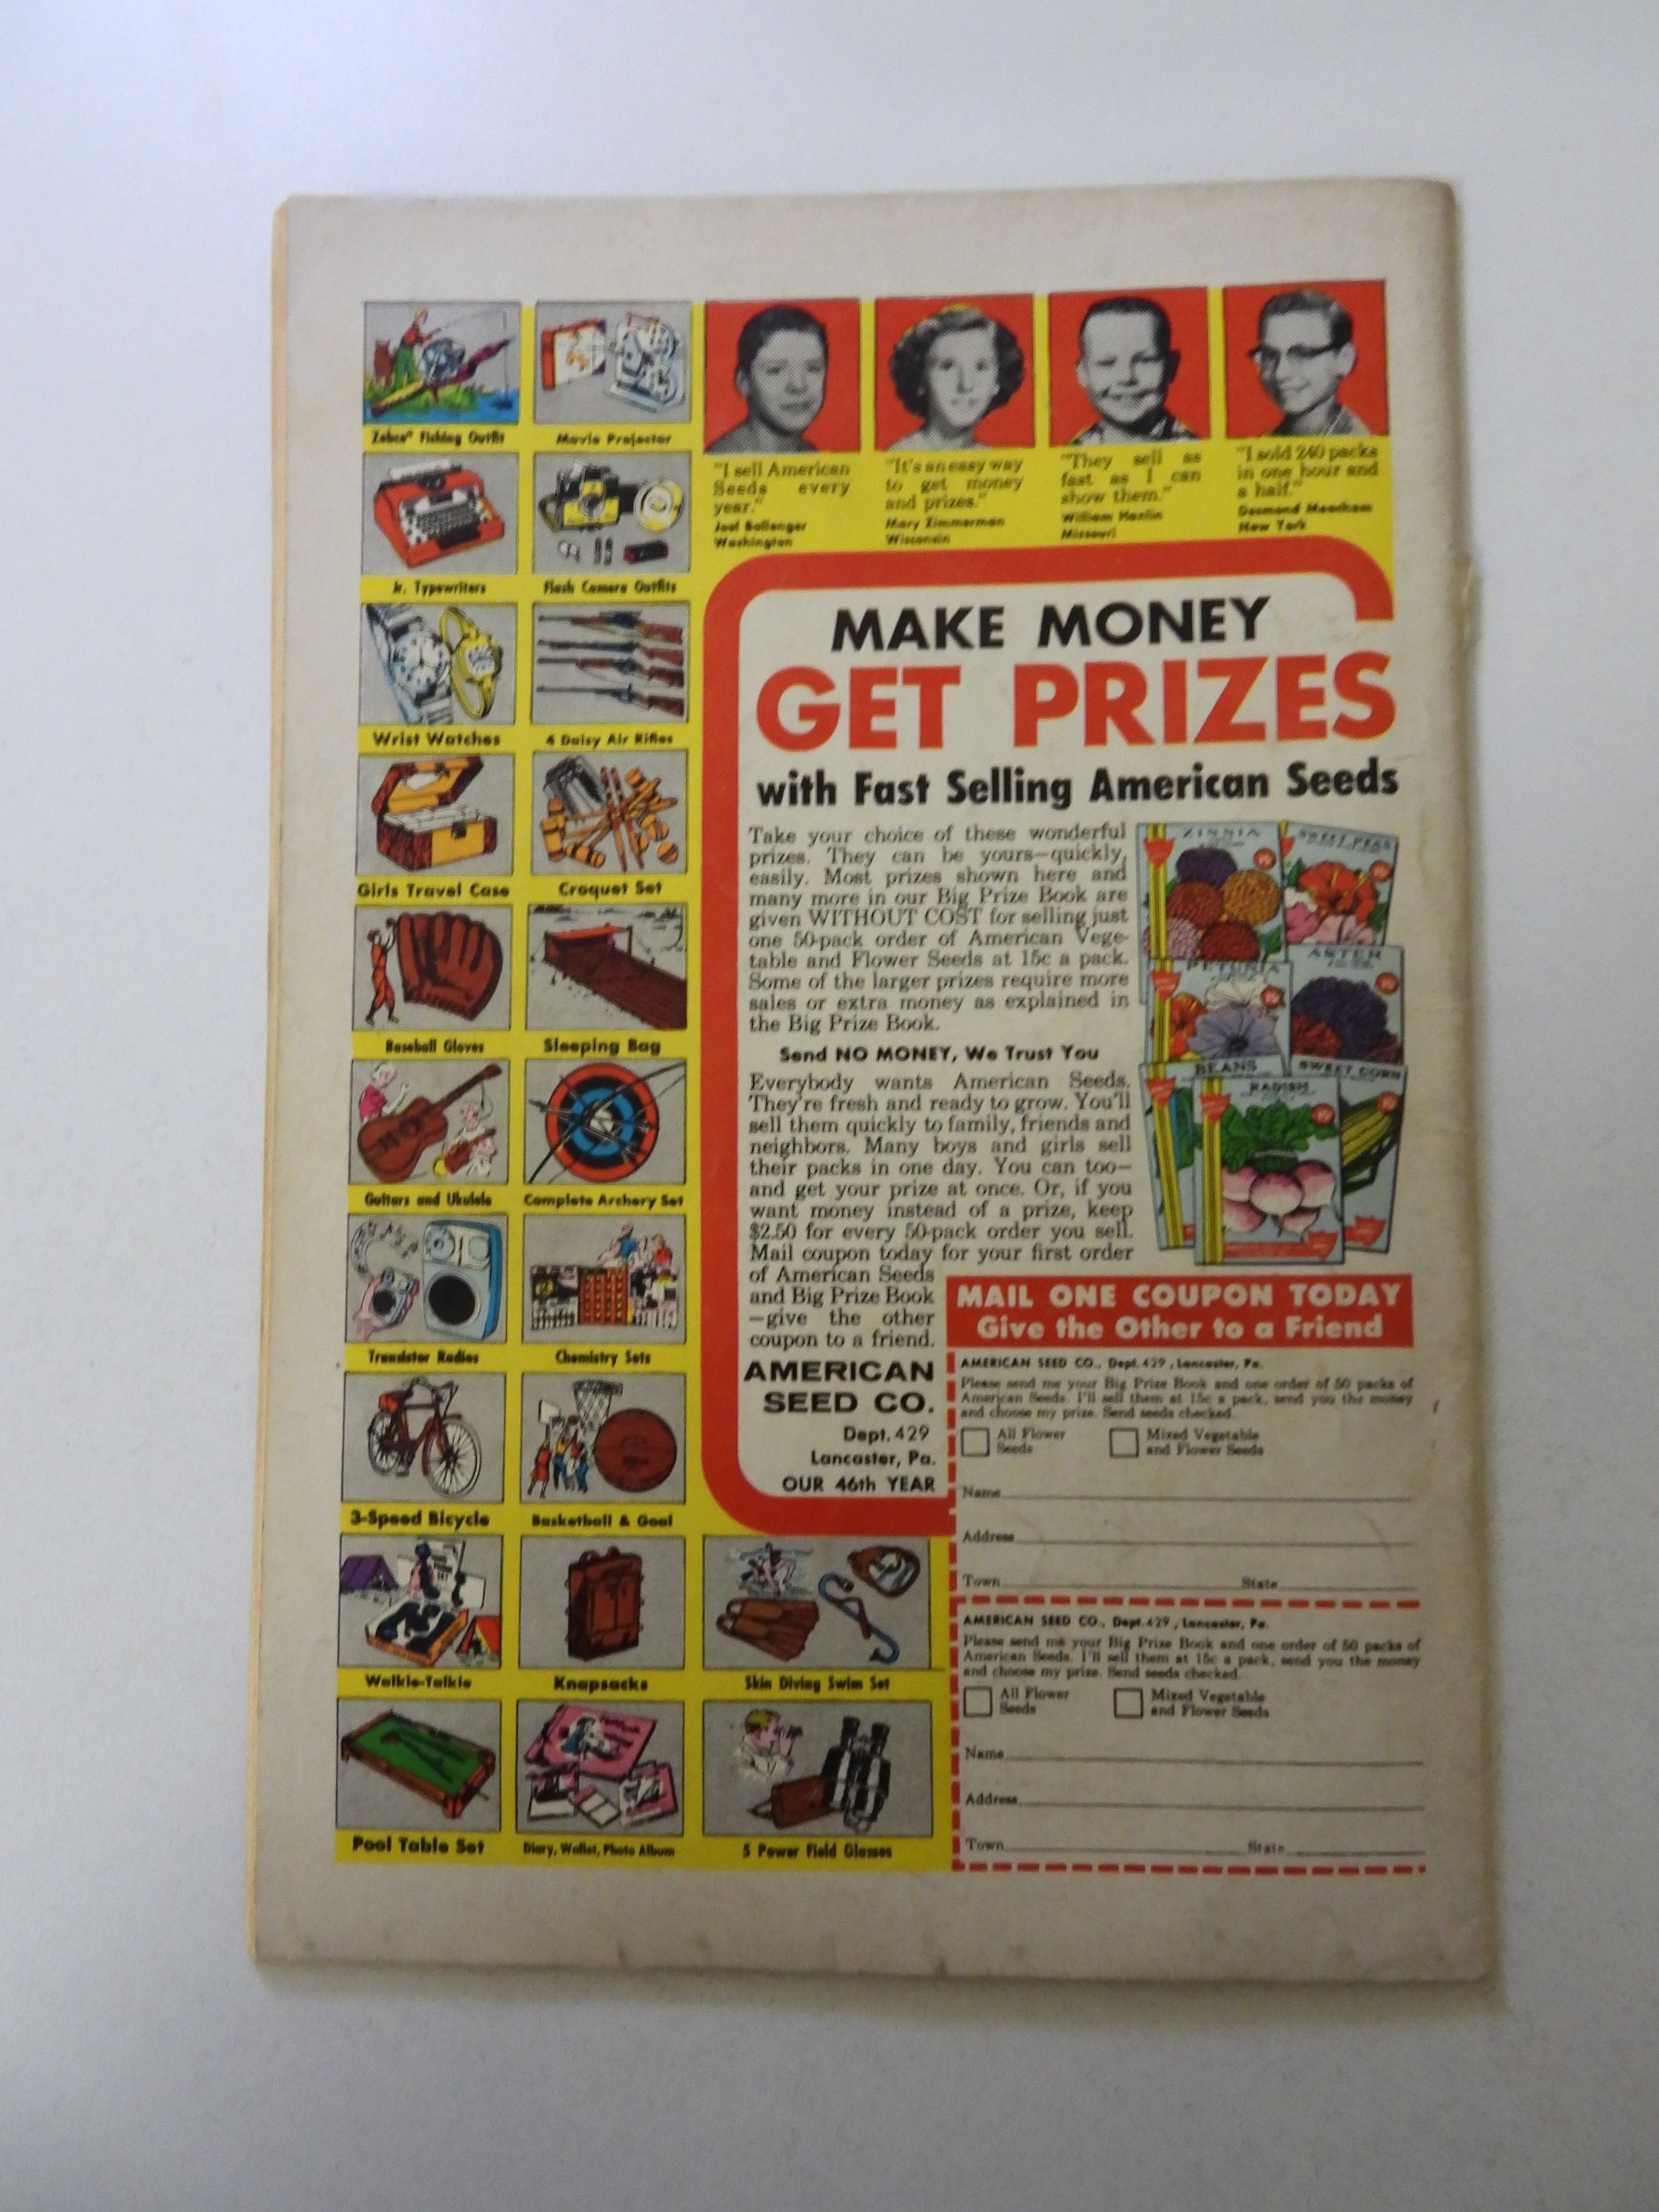 Zebco® Fishing Outfit
Movie Projector
Jr. Typewriters
Flash Camera Outfits
Wrist Watches
4 Daisy Air Rifles
Girls Travel Case
Croquet Set
Baseball Gloves
Sleeping Bag
Guitars and Ukulele
Complete Archery Set
Transistor Radios
Chemistry Sets
3-Speed Bicycle
Basketball & Goal
Walkie-Talkie
Knapsacks
Skin Diving Swim Set
Pool Table Set
Diary, Wallet, Photo Album
5 Power Field Glasses
"I sell American
Seeds every
year."
Joel Ballenger
Washington
"It's an easy way
to get money
and prizes."
Mary Zimmerman
Wisconsin
"They sell as
fast as I can
show them."
William Hanlin
Missouri
"I sold 240 packs
in one hour and
a half."
Desmond Meacham
New York
MAKE MONEY
GET PRIZES
with Fast Selling American Seeds
Take your choice of these wonderful
prizes. They can be yours—quickly,
easily. Most prizes shown here and
many more in our Big Prize Book are
given WITHOUT COST for selling just
one 50-pack order of American Vege-
table and Flower Seeds at 15c a pack.
Some of the larger prizes require more
sales or extra money as explained in
the Big Prize Book.
Send NO MONEY, We Trust You
Everybody wants American Seeds.
They're fresh and ready to grow. You'll
sell them quickly to family, friends and
neighbors. Many boys and girls sell
their packs in one day. You can too—
and get your prize at once. Or, if you
want money instead of a prize, keep
$2.50 for every 50-pack order you sell.
Mail coupon today for your first order
of American Seeds
and Big Prize Book
—give the other
coupon to a friend.
AMERICAN
SEED CO.
Dept. 429
Lancaster, Pa.
OUR 46th YEAR
ZINNIA
15¢
SWEET PEAS
15¢
PETUNIA
15¢
ASTER
15¢
BEANS
SWEET CORN
15¢
RADISH
15¢
MAIL ONE COUPON TODAY
Give the Other to a Friend
AMERICAN SEED CO., Dept. 429, Lancaster, Pa.
Please send me your Big Prize Book and one order of 50 packs of
American Seeds. I'll sell them at 15c a pack, send you the money
and choose my prize. Send seeds checked.
All Flower
Seeds
Mixed Vegetable
and Flower Seeds
Name
Address
Town State
AMERICAN SEED CO., Dept. 429, Lancaster, Pa.
Please send me your Big Prize Book and one order of 50 packs of
American Seeds. I'll sell them at 15c a pack, send you the money
and choose my prize. Send seeds checked.
All Flower
Seeds
Mixed Vegetable
and Flower Seeds
Name
Address
Town State